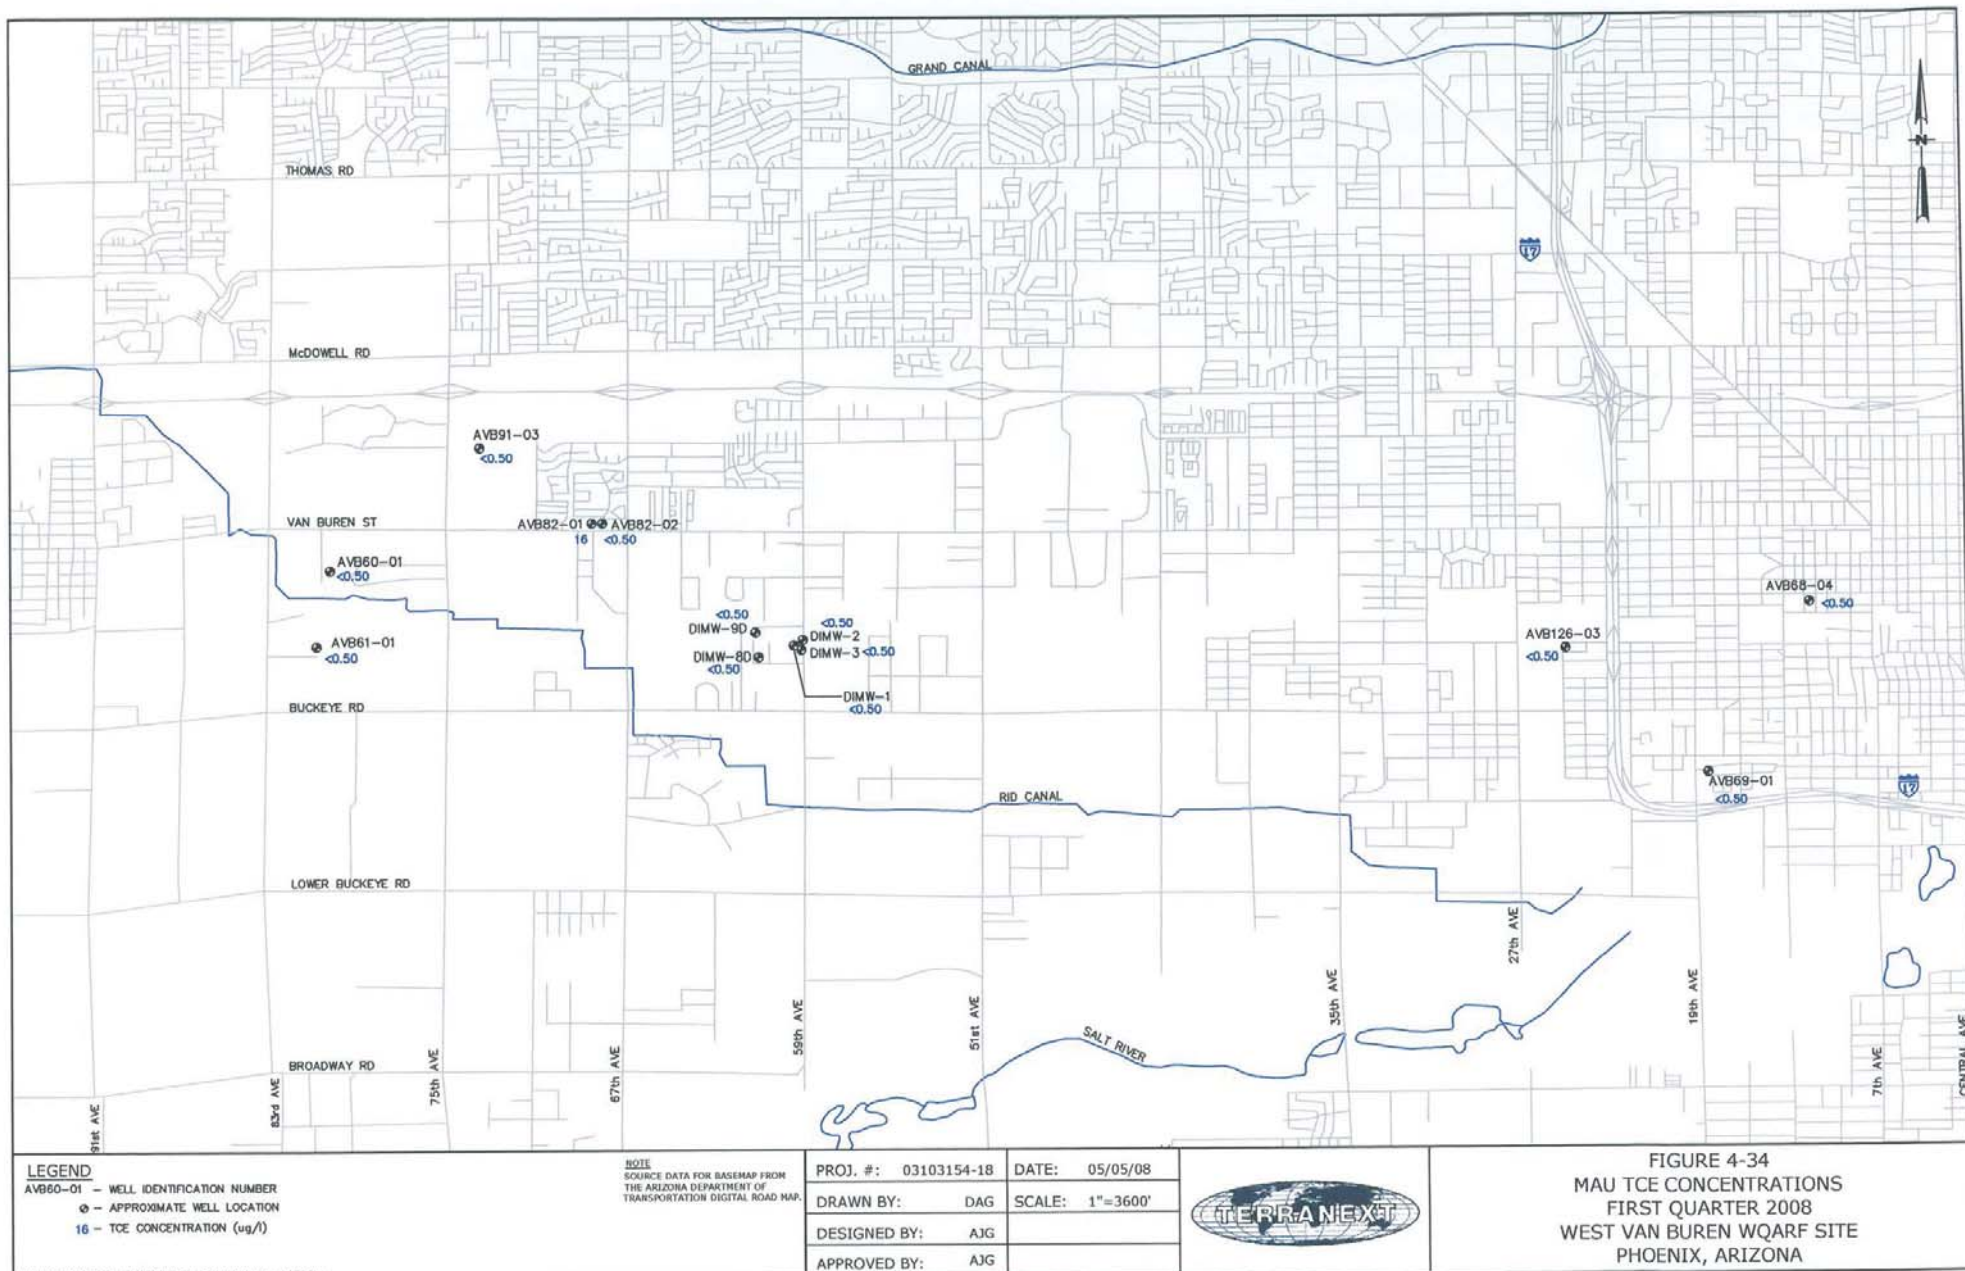 GRAND CANAL
THOMAS RD
N
17
McDOWELL RD
AVB91-03
<0.50
VAN BUREN ST
AVB82-01
AVB82-02
16
<0.50
AVB60-01
<0.50
AVB68-04
<0.50
<0.50
<0.50
DIMW-9D
DIMW-2
AVB61-01
<0.50
DIMW-8D
<0.50
DIMW-3
<0.50
AVB126-03
<0.50
DIMW-1
<0.50
BUCKEYE RD
AVB69-01
<0.50
17
RID CANAL
LOWER BUCKEYE RD
27th AVE
35th AVE
19th AVE
59th AVE
51st AVE
SALT RIVER
BROADWAY RD
75th AVE
67th AVE
83rd AVE
91st AVE
7th AVE
CENTRAL AVE
LEGEND
AVB60-01 - WELL IDENTIFICATION NUMBER
- APPROXIMATE WELL LOCATION
16 - TCE CONCENTRATION (ug/l)
NOTE
SOURCE DATA FOR BASEMAP FROM
THE ARIZONA DEPARTMENT OF
TRANSPORTATION DIGITAL ROAD MAP.
PROJ. #: 03103154-18
DATE: 05/05/08
DRAWN BY: DAG
SCALE: 1"=3600'
DESIGNED BY: AJG
APPROVED BY: AJG
TERRANEXT
FIGURE 4-34
MAU TCE CONCENTRATIONS
FIRST QUARTER 2008
WEST VAN BUREN WQARF SITE
PHOENIX, ARIZONA